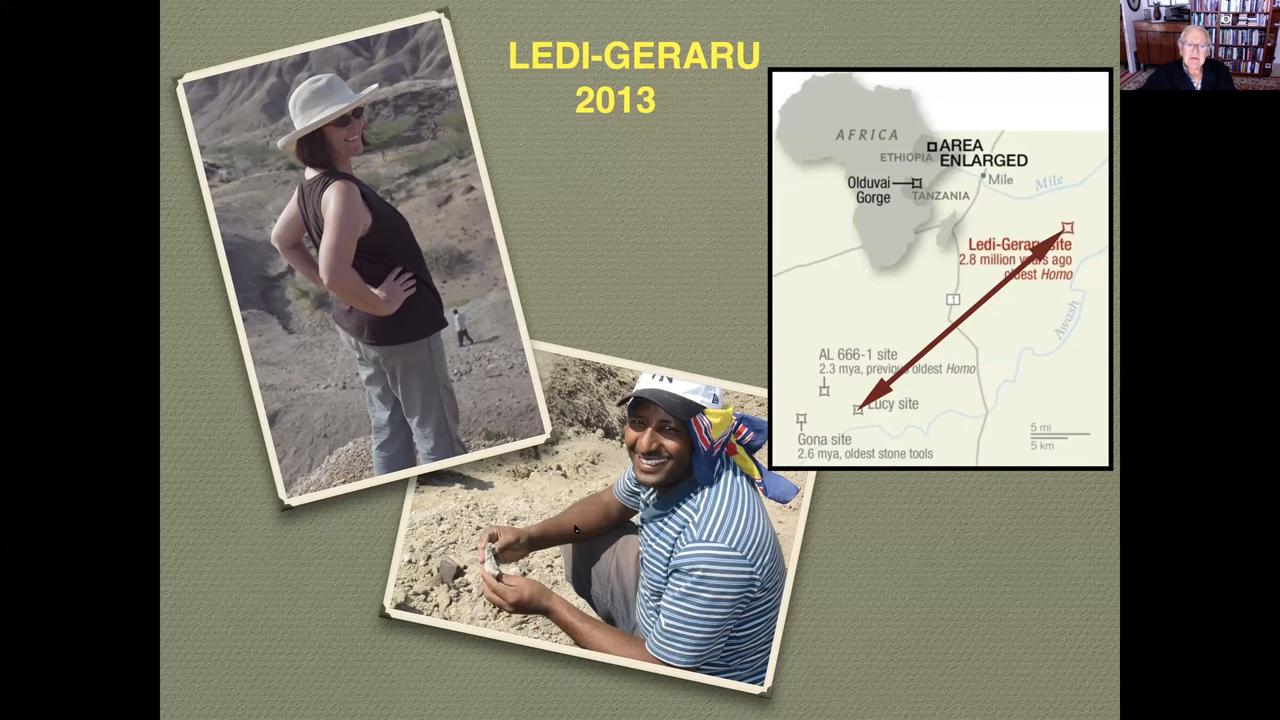 LEDI-GERARU
2013
AFRICA
AREA
ENLARGED
ETHIOPIA
Mile
Mile
Olduvai
Gorge
TANZANIA
Ledi-Geraru site
2.8 million years ago
oldest Homo
1
Awash
AL 666-1 site
2.3 mya, previous oldest Homo
Lucy site
5 mi
5 km
Gona site
2.6 mya, oldest stone tools